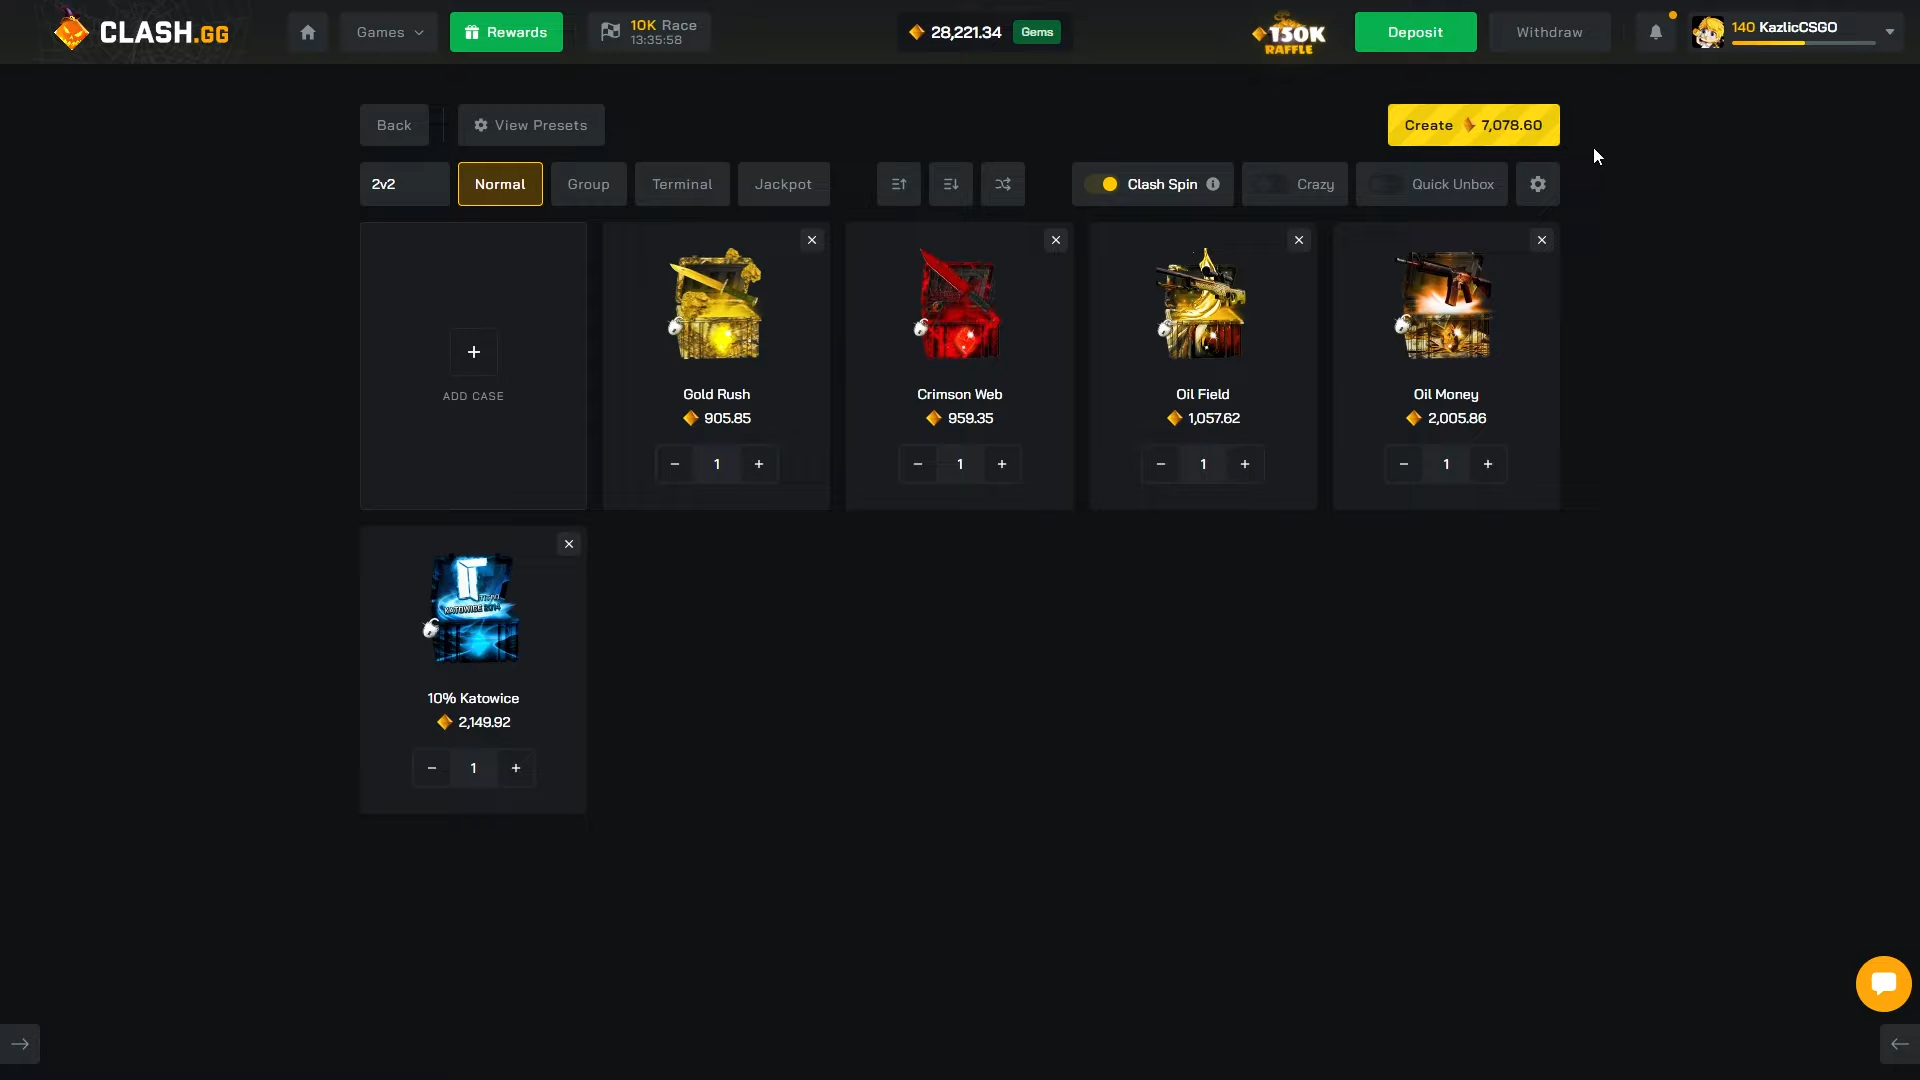 CLASH.GG
Games
Rewards
10K Race
13:35:58
28,221.34
Gems
130K
RAFFLE
Deposit
Withdraw
140 KazlicCSGO
Back
View Presets
Create 7,078.60
2v2
Normal
Group
Terminal
Jackpot
Clash Spin
Crazy
Quick Unbox
ADD CASE
Gold Rush
905.85
1
Crimson Web
959.35
1
Oil Field
1,057.62
1
Oil Money
2,005.86
1
KATOWICE 2014
10% Katowice
2,149.92
1